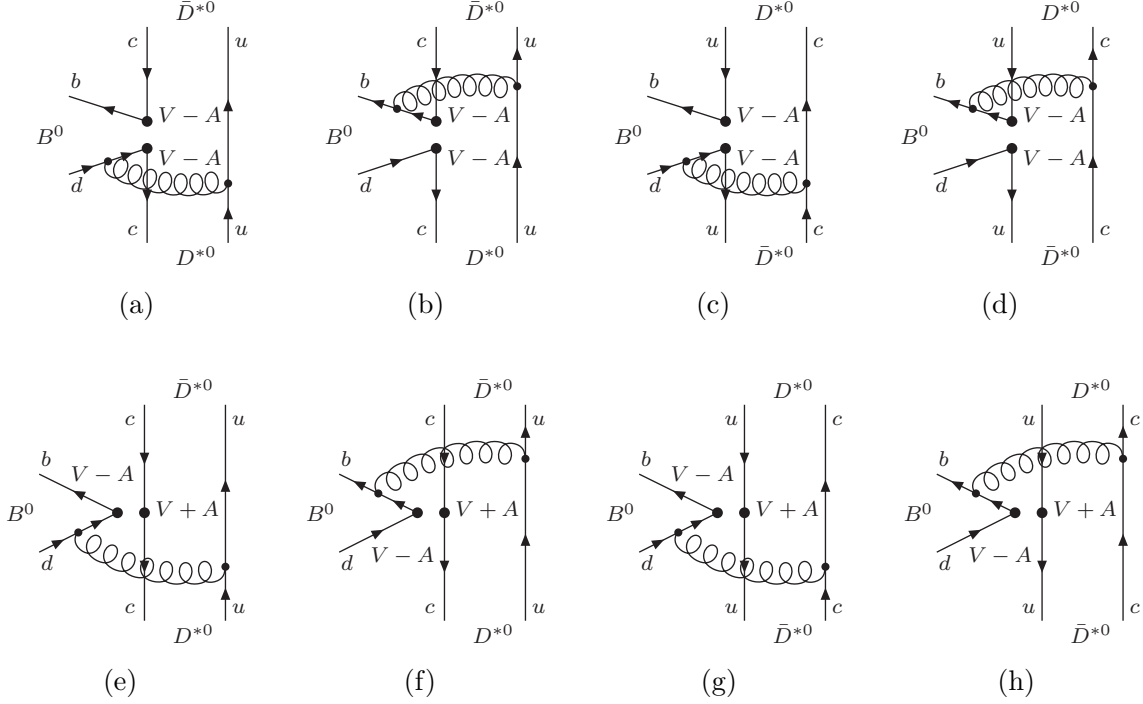 D̄*0 D̄*0 D*0 D*0
c u c u u c u c
b b b b
V − A V − A V − A V − A
B0 B0 B0 B0
V − A V − A V − A V − A
d d d d
c u c u u c u c
D*0 D*0 D̄*0 D̄*0
(a) (b) (c) (d)
D̄*0 D̄*0 D*0 D*0
c u c u u c u c
b V − A b b V − A b
B0 V + A B0 V + A B0 V + A B0 V + A
d d V − A d d V − A
c u c u u c u c
D*0 D*0 D̄*0 D̄*0
(e) (f) (g) (h)